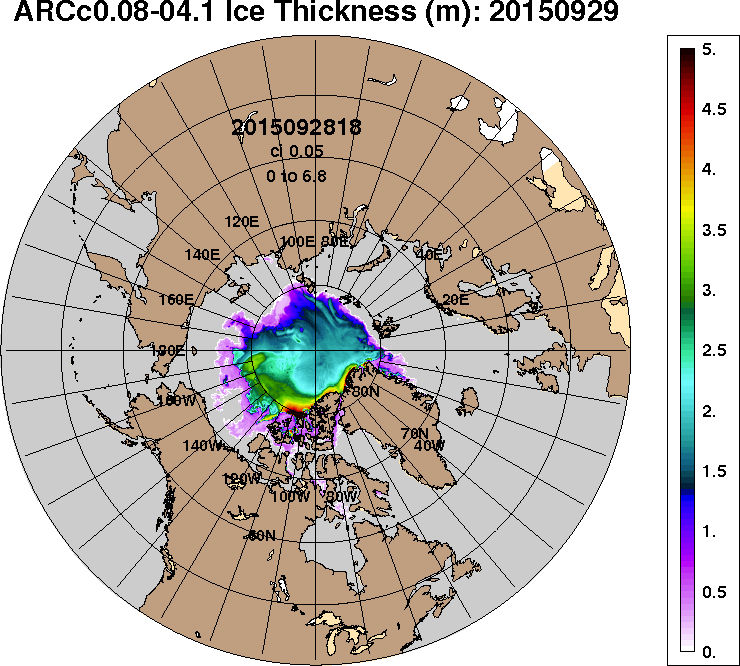 ARCc0.08-04.1 Ice Thickness (m): 20150929
2015092818
ci 0.05
0 to 6.8
120E
100E
80E
140E
40E
160E
20E
180E
160W
80N
140W
70N
40W
120W
100W
80W
60N
5.
4.5
4.
3.5
3.
2.5
2.
1.5
1.
0.5
0.